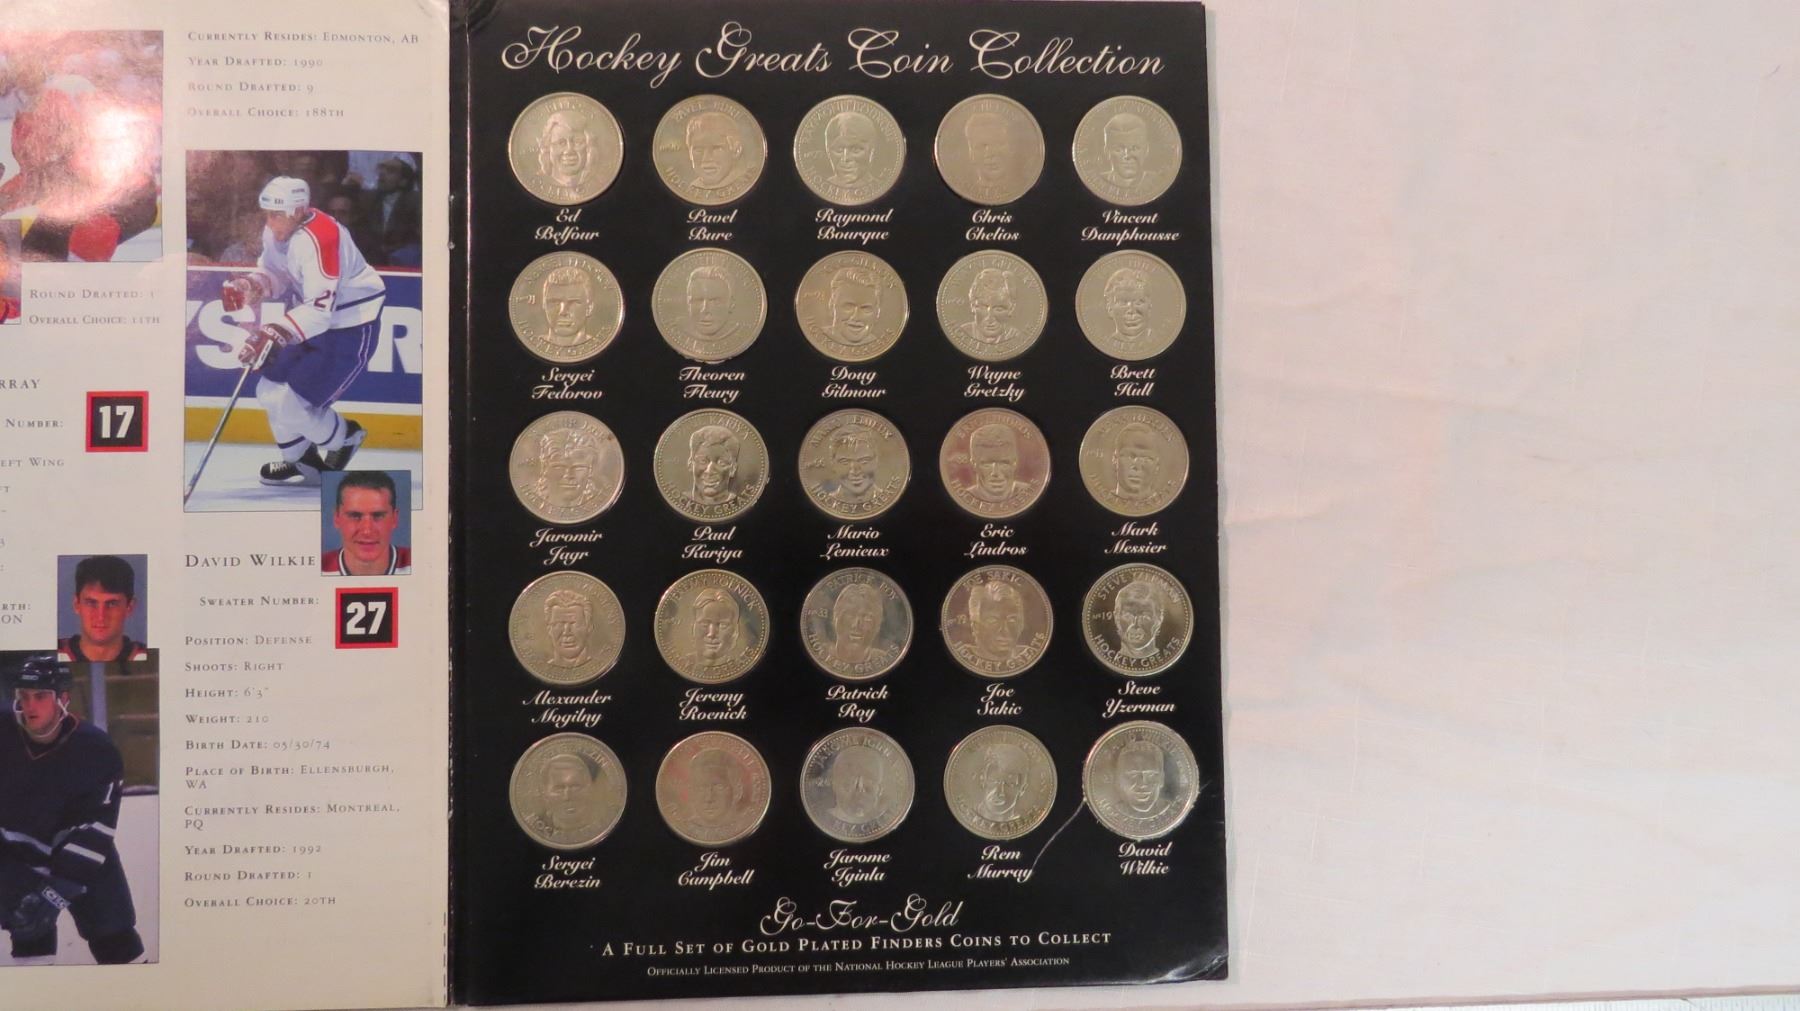 Currently Resides: Edmonton, AB
Year Drafted: 1990
Round Drafted: 9
Overall Choice: 188th
Round Drafted: 1
Overall Choice: 11th
RRAY
Number:
17
eft Wing
David Wilkie
Sweater Number:
27
Position: Defense
Shoots: Right
Height: 6'3"
Weight: 210
Birth Date: 05/30/74
Place of Birth: Ellensburgh,
WA
Currently Resides: Montreal,
PQ
Year Drafted: 1992
Round Drafted: 1
Overall Choice: 20th
Hockey Greats Coin Collection
Ed
Belfour
Pavel
Bure
Raynond
Bourque
Chris
Chelios
Vincent
Damphousse
Sergei
Fedorov
Theoren
Fleury
Doug
Gilmour
Wayne
Gretzky
Brett
Hull
Jaromir
Jagr
Paul
Kariya
Mario
Lemieux
Eric
Lindros
Mark
Messier
Alexander
Mogilny
Jeremy
Roenick
Patrick
Roy
Joe
Sakic
Steve
Yzerman
Sergei
Berezin
Jim
Campbell
Jarome
Iginla
Rem
Murray
David
Wilkie
Go-For-Gold
A Full Set of Gold Plated Finders Coins to Collect
Officially Licensed Product of the National Hockey League Players' Association